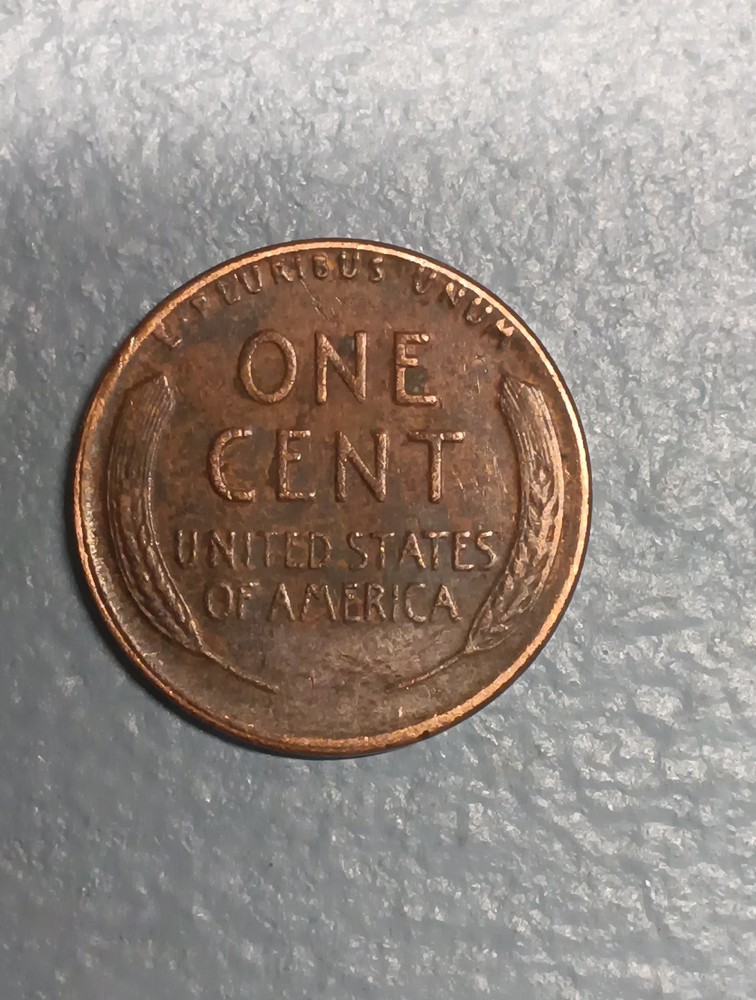 E·PLURIBUS UNUM
ONE
CENT
UNITED STATES
OF AMERICA